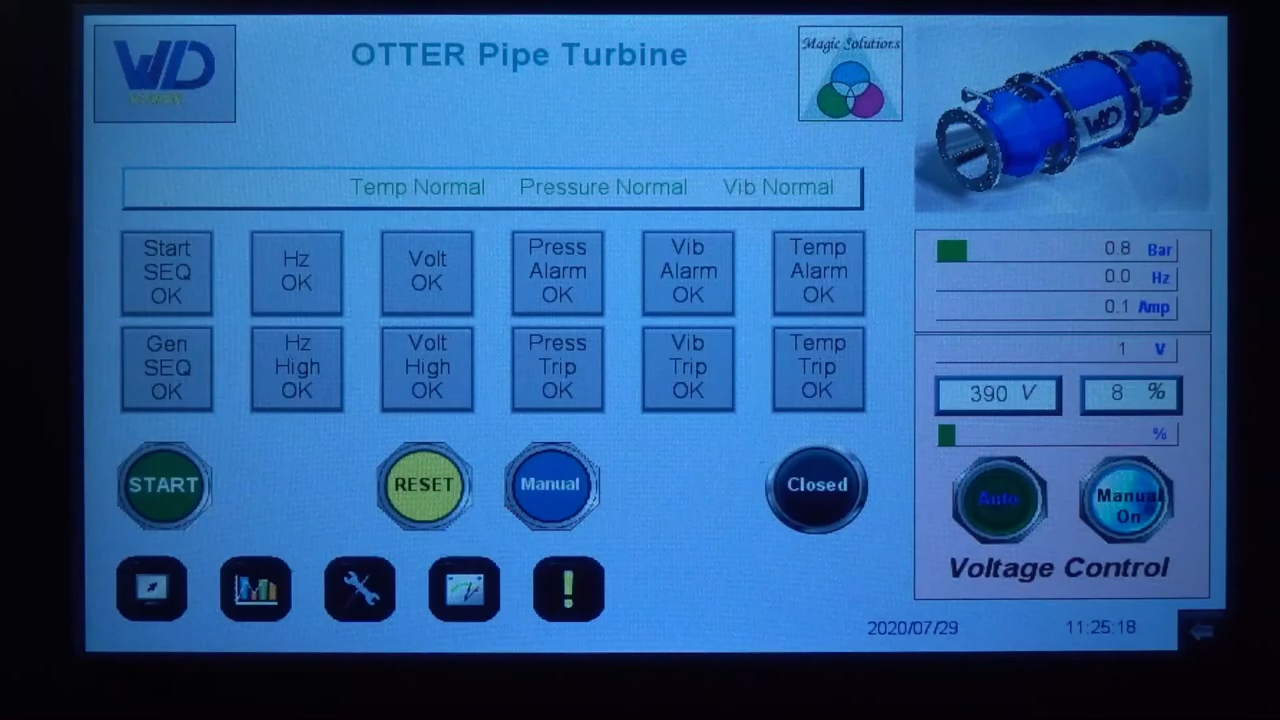 WD
OTTER Pipe Turbine
Magic Solutions
WD
Temp Normal Pressure Normal Vib Normal
Start SEQ OK
Hz OK
Volt OK
Press Alarm OK
Vib Alarm OK
Temp Alarm OK
Gen SEQ OK
Hz High OK
Volt High OK
Press Trip OK
Vib Trip OK
Temp Trip OK
0.8 Bar
0.0 Hz
0.1 Amp
1 V
390 V 8 %
%
START
RESET
Manual
Closed
Auto
Manual On
Voltage Control
2020/07/29 11:25:18